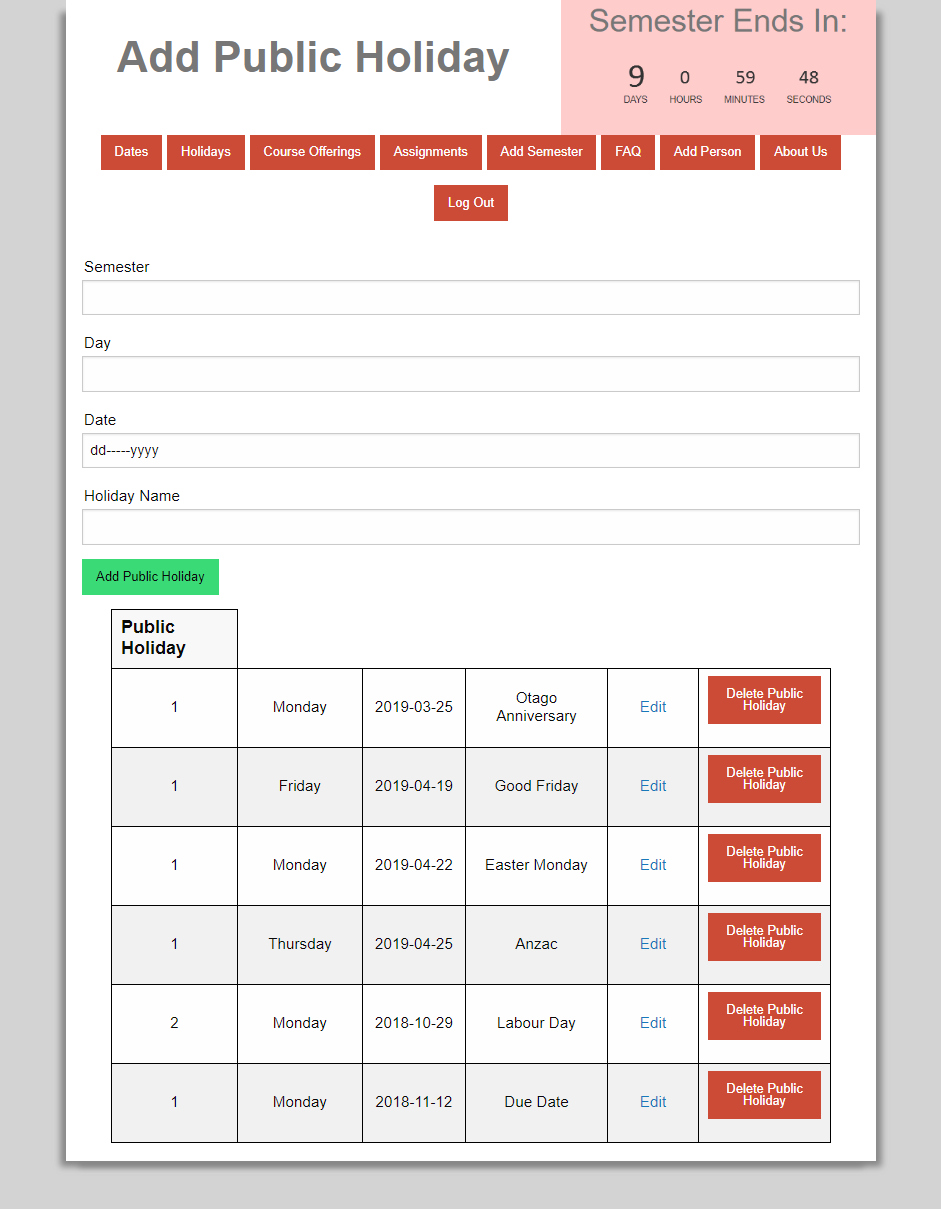 Add Public Holiday
Semester Ends In:
9 0 59 48
DAYS HOURS MINUTES SECONDS
Dates Holidays Course Offerings Assignments Add Semester FAQ Add Person About Us
Log Out
Semester
Day
Date
dd-----yyyy
Holiday Name
Add Public Holiday
Public
Holiday
1 Monday 2019-03-25 Otago
Anniversary Edit Delete Public
Holiday
1 Friday 2019-04-19 Good Friday Edit Delete Public
Holiday
1 Monday 2019-04-22 Easter Monday Edit Delete Public
Holiday
1 Thursday 2019-04-25 Anzac Edit Delete Public
Holiday
2 Monday 2018-10-29 Labour Day Edit Delete Public
Holiday
1 Monday 2018-11-12 Due Date Edit Delete Public
Holiday